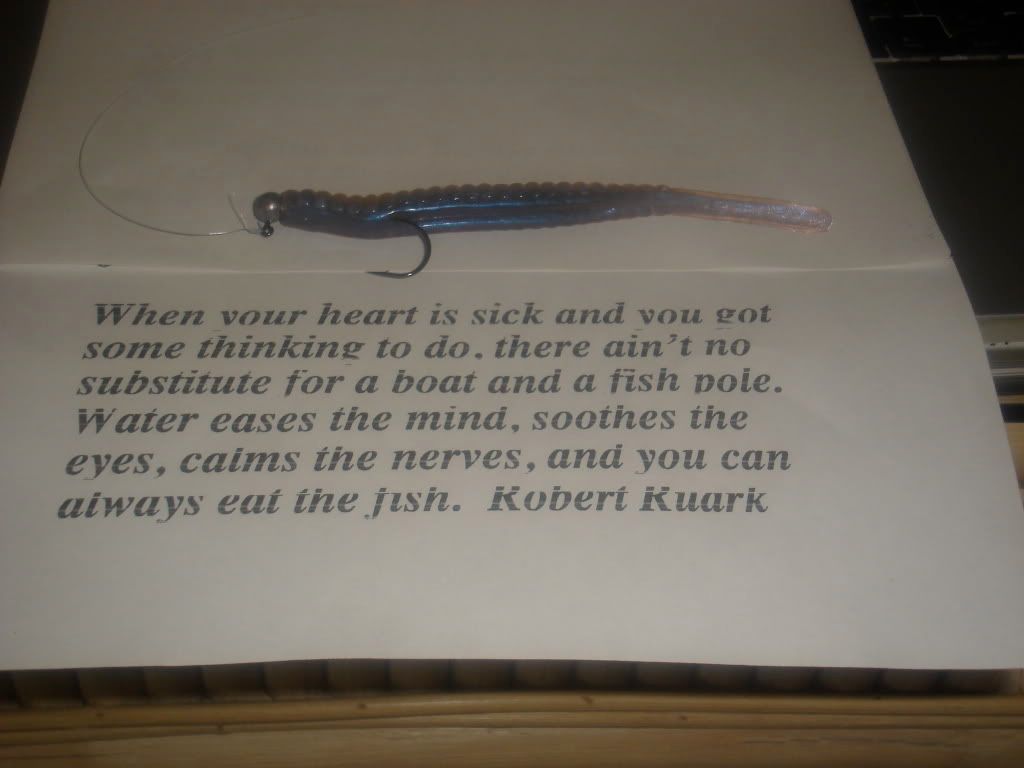 When your heart is sick and you got
some thinking to do, there ain't no
substitute for a boat and a fish pole.
Water eases the mind, soothes the
eyes, calms the nerves, and you can
always eat the fish. Robert Ruark